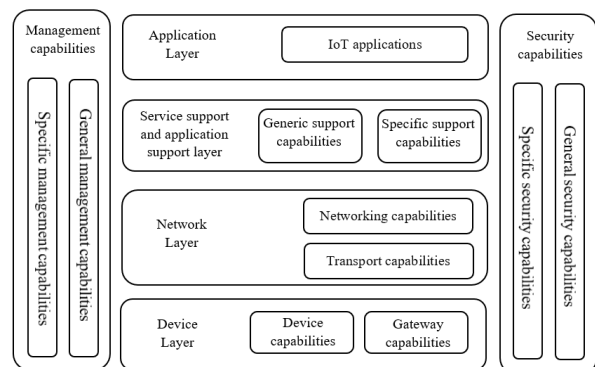 Management
capabilities
Specific management capabilities
General management capabilities
Application
Layer
IoT applications
Service support
and application
support layer
Generic support
capabilities
Specific support
capabilities
Network
Layer
Networking capabilities
Transport capabilities
Device
Layer
Device
capabilities
Gateway
capabilities
Security
capabilities
Specific security capabilities
General security capabilities